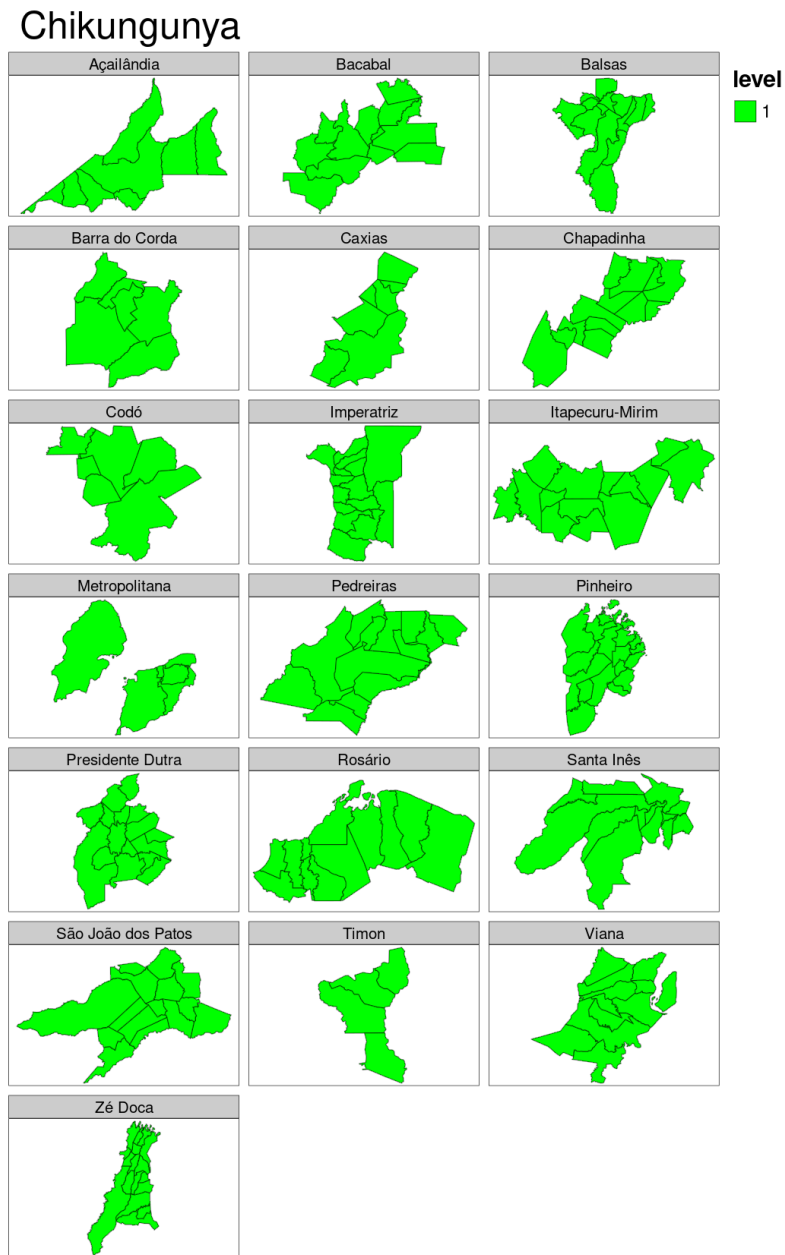 Chikungunya
Açailândia
Bacabal
Balsas
level
1
Barra do Corda
Caxias
Chapadinha
Codó
Imperatriz
Itapecuru-Mirim
Metropolitana
Pedreiras
Pinheiro
Presidente Dutra
Rosário
Santa Inês
São João dos Patos
Timon
Viana
Zé Doca